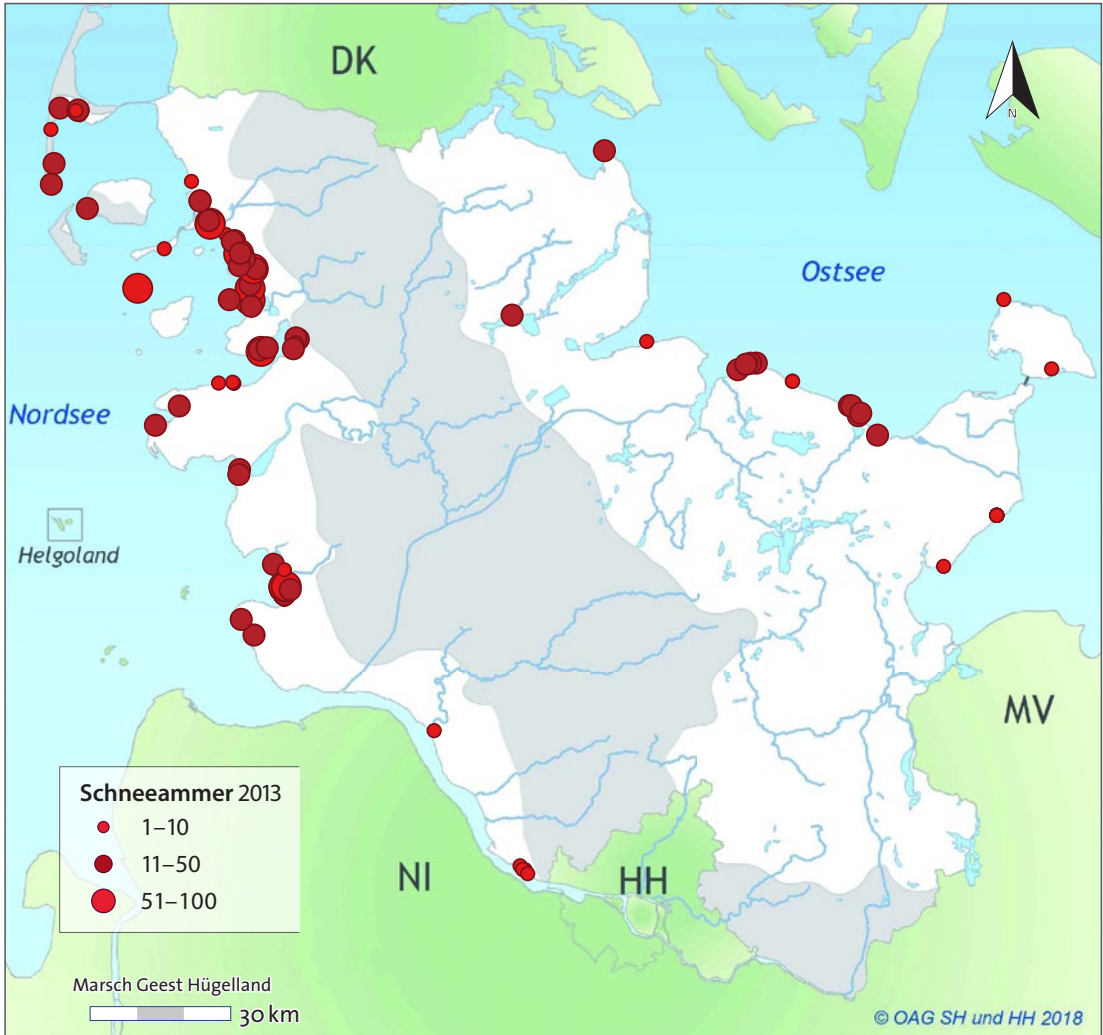 DK
N
Ostsee
Nordsee
Helgoland
MV
Schneeammer 2013
1–10
11–50
51–100
NI
HH
Marsch Geest Hügelland
30 km
© OAG SH und HH 2018